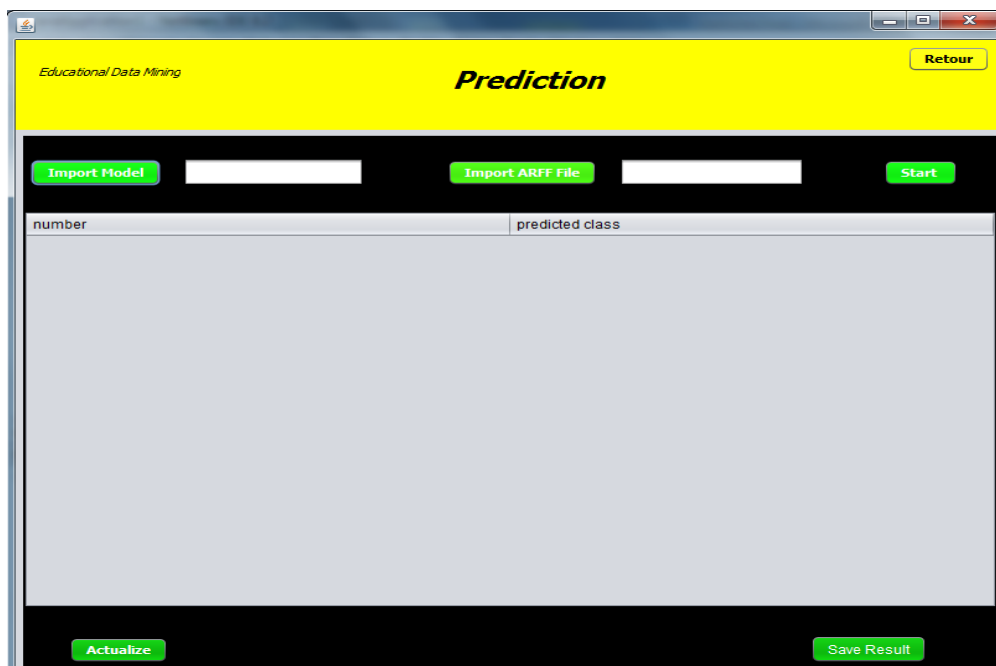 Educational Data Mining
Prediction
Retour
Import Model
Import ARFF File
Start
number predicted class
Actualize
Save Result